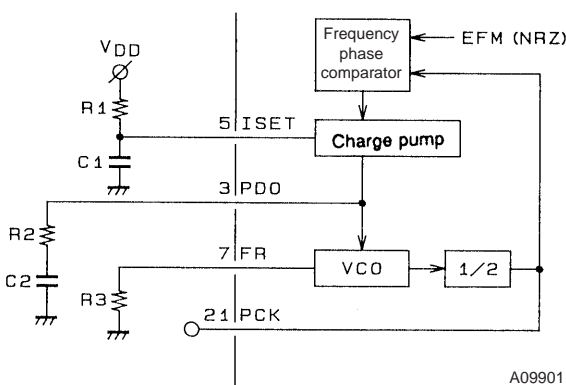 Frequency
phase
comparator
EFM (NRZ)
VDD
R1
5 ISET
Charge pump
C1
3 PDO
R2
7 FR
VCO
1/2
C2
R3
21 PCK
A09901